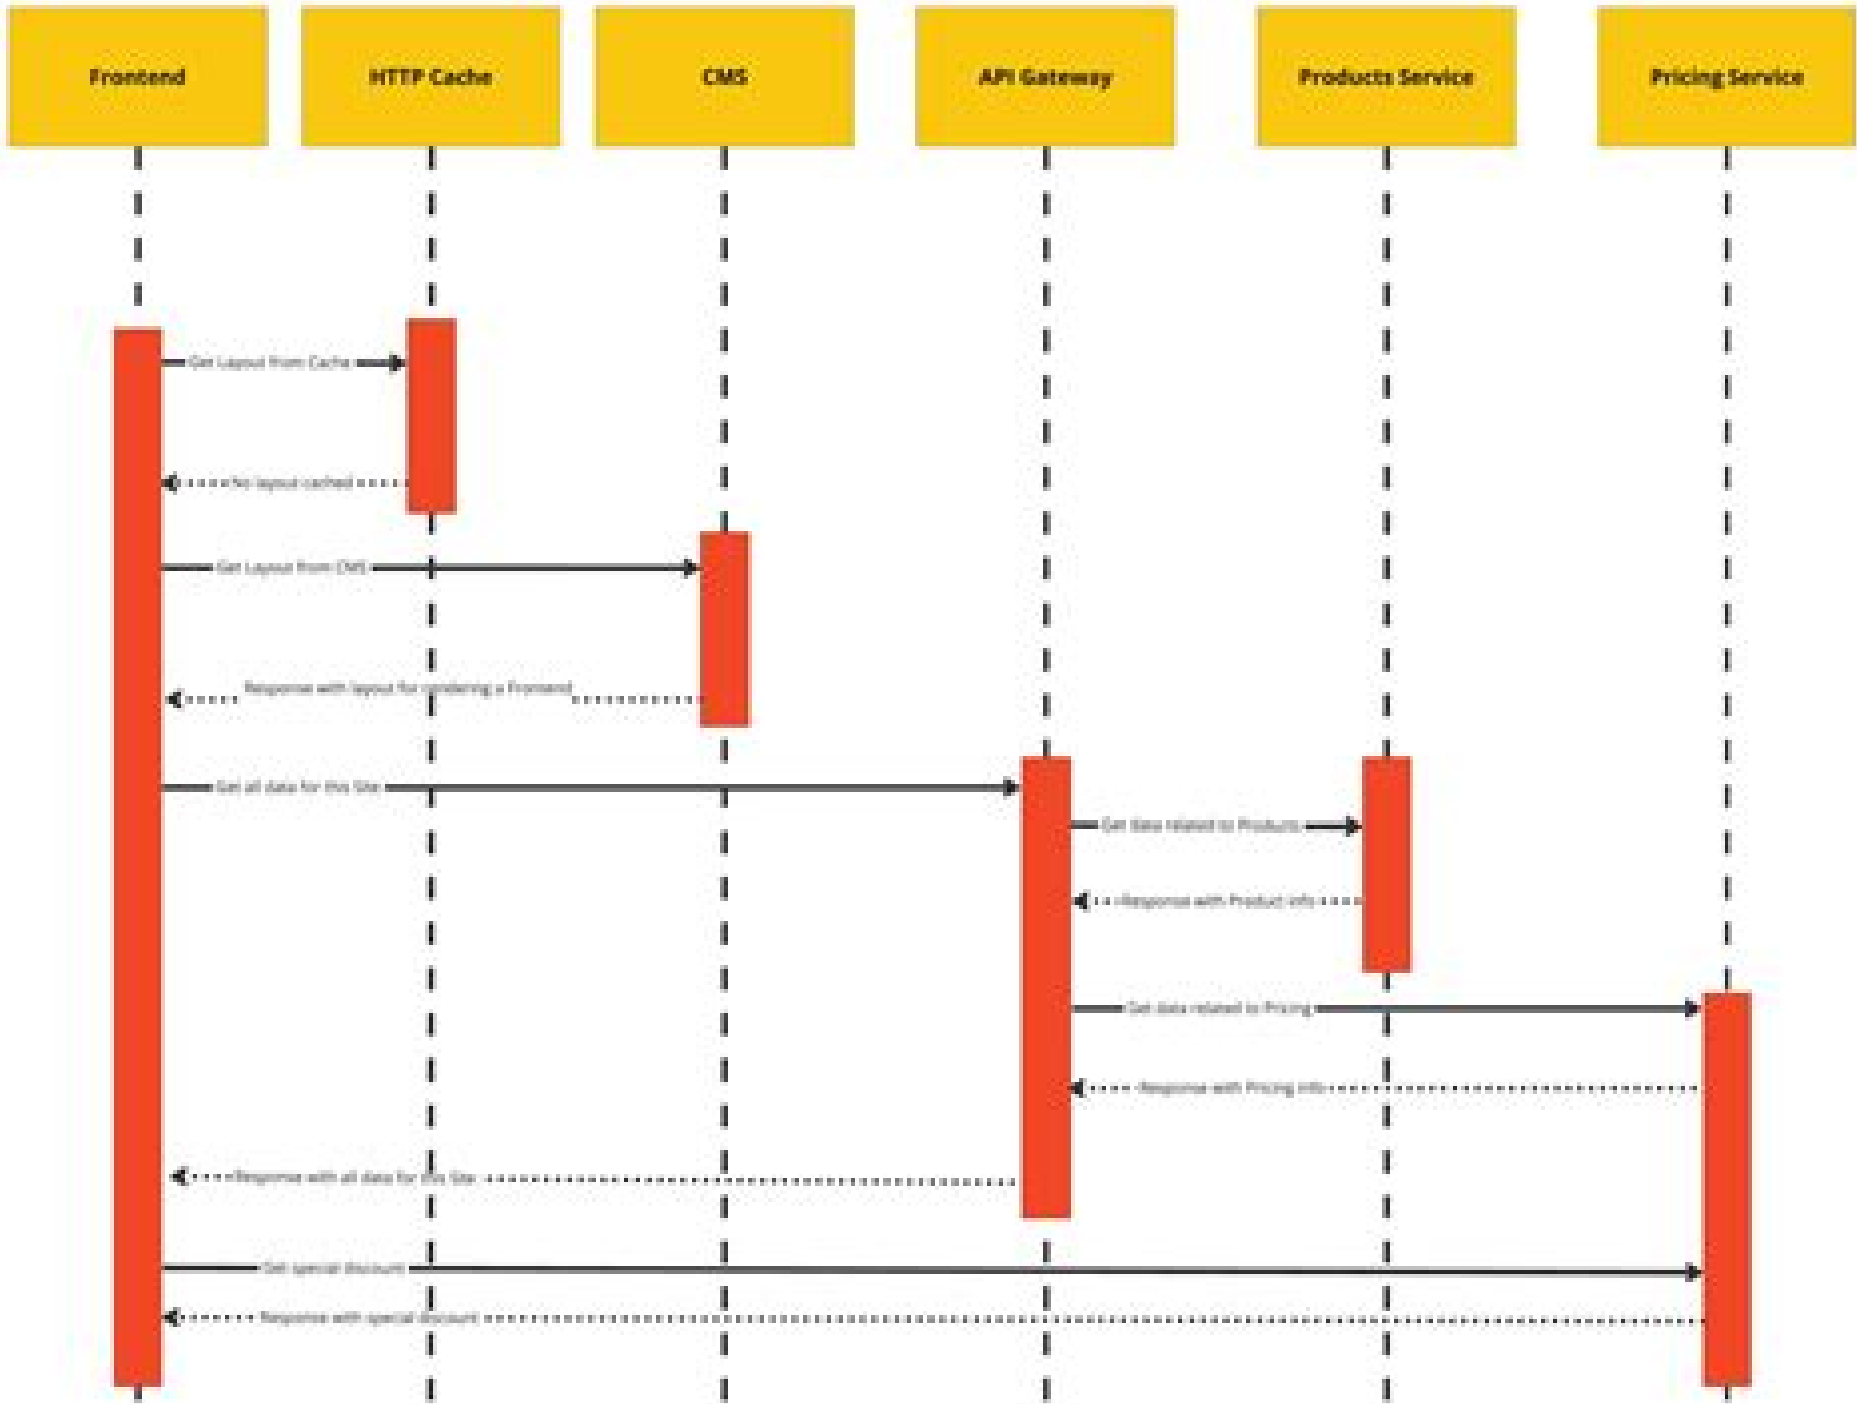 Frontend
HTTP Cache
CMS
API Gateway
Products Service
Pricing Service
Get Layout from Cache
No layout cached
Get Layout from CMS
Response with layout for rendering a Frontend
Get all data for this Site
Get data related to Products
Response with Product info
Get data related to Pricing
Response with Pricing info
Response with all data for this Site
Get special discount
Response with special discount